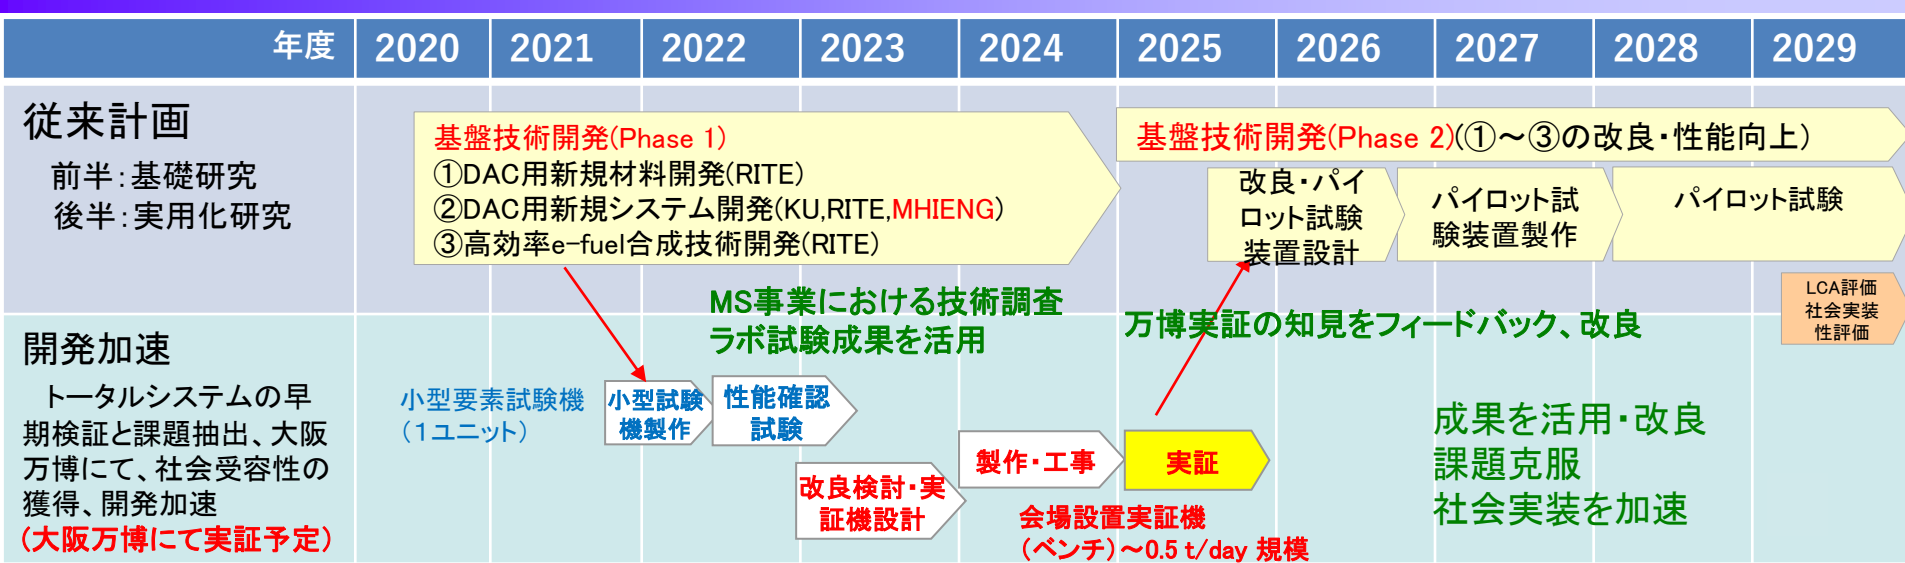 年度 2020 2021 2022 2023 2024 2025 2026 2027 2028 2029
従来計画
前半：基礎研究
後半：実用化研究
基盤技術開発(Phase 1)
①DAC用新規材料開発(RITE)
②DAC用新規システム開発(KU,RITE,MHIENG)
③高効率e-fuel合成技術開発(RITE)
基盤技術開発(Phase 2)(①～③の改良・性能向上)
改良・パイ
ロット試験
装置設計
パイロット試
験装置製作
パイロット試験
LCA評価
社会実装
性評価
MS事業における技術調査
ラボ試験成果を活用
万博実証の知見をフィードバック、改良
開発加速
トータルシステムの早
期検証と課題抽出、大阪
万博にて、社会受容性の
獲得、開発加速
(大阪万博にて実証予定)
小型要素試験機
（1ユニット）
小型試験
機製作
性能確認
試験
改良検討・実
証機設計
製作・工事
実証
会場設置実証機
（ベンチ）～0.5 t/day 規模
成果を活用・改良
課題克服
社会実装を加速